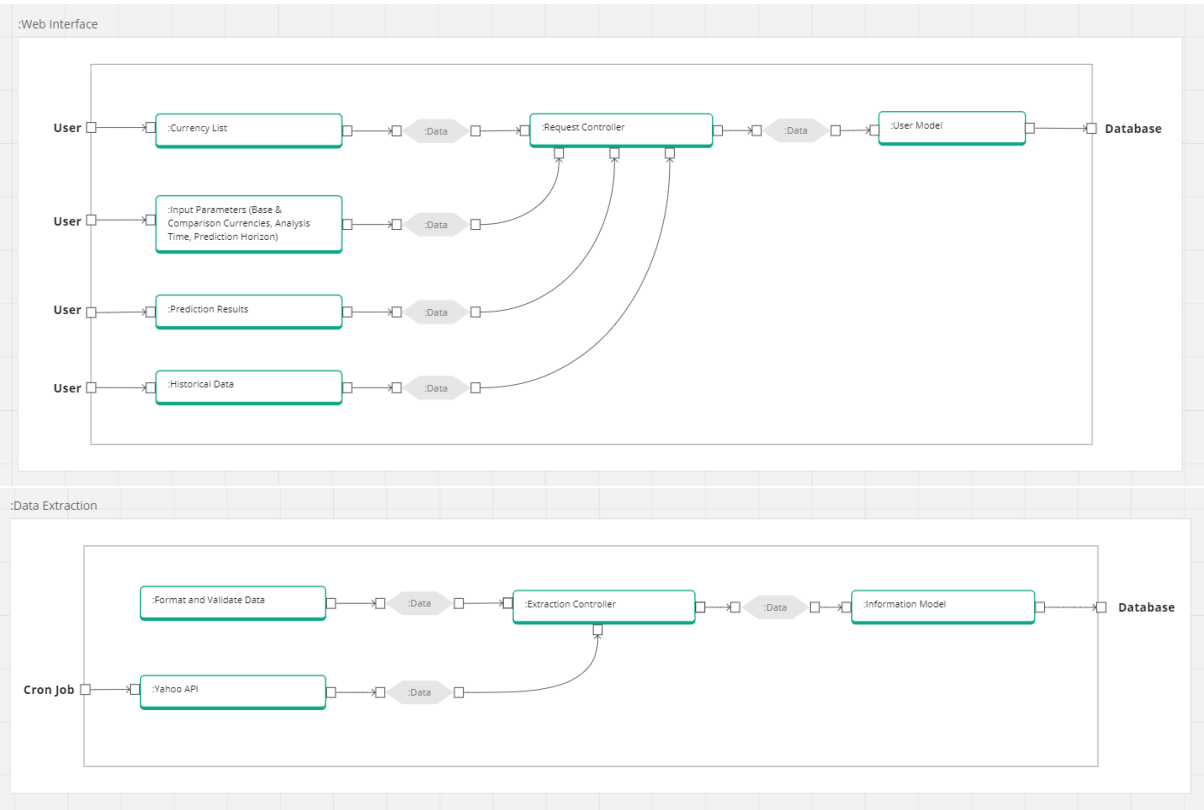 :Web Interface
User
:Currency List
:Data
:Request Controller
:Data
:User Model
Database
User
:Input Parameters (Base &
Comparison Currencies, Analysis
Time, Prediction Horizon)
:Data
User
:Prediction Results
:Data
User
:Historical Data
:Data
:Data Extraction
:Format and Validate Data
:Data
:Extraction Controller
:Data
:Information Model
Database
Cron Job
:Yahoo API
:Data